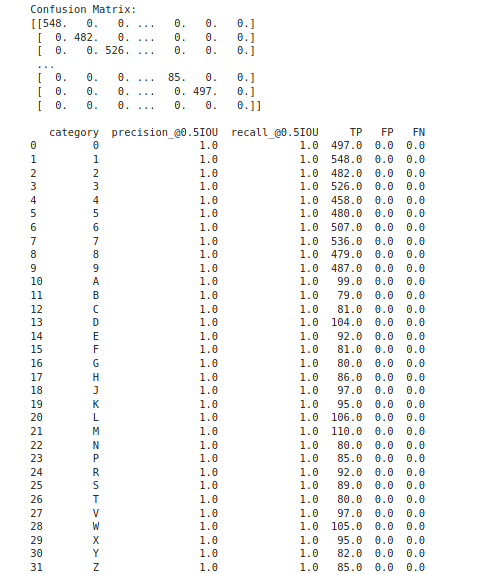 Confusion Matrix:
[[548. 0. 0. ... 0. 0. 0.]
[ 0. 482. 0. ... 0. 0. 0.]
[ 0. 0. 526. ... 0. 0. 0.]
...
[ 0. 0. 0. ... 85. 0. 0.]
[ 0. 0. 0. ... 0. 497. 0.]
[ 0. 0. 0. ... 0. 0. 0.]]
category precision_@0.5IOU recall_@0.5IOU TP FP FN
0 0 1.0 1.0 497.0 0.0 0.0
1 1 1.0 1.0 548.0 0.0 0.0
2 2 1.0 1.0 482.0 0.0 0.0
3 3 1.0 1.0 526.0 0.0 0.0
4 4 1.0 1.0 458.0 0.0 0.0
5 5 1.0 1.0 480.0 0.0 0.0
6 6 1.0 1.0 507.0 0.0 0.0
7 7 1.0 1.0 536.0 0.0 0.0
8 8 1.0 1.0 479.0 0.0 0.0
9 9 1.0 1.0 487.0 0.0 0.0
10 A 1.0 1.0 99.0 0.0 0.0
11 B 1.0 1.0 79.0 0.0 0.0
12 C 1.0 1.0 81.0 0.0 0.0
13 D 1.0 1.0 104.0 0.0 0.0
14 E 1.0 1.0 92.0 0.0 0.0
15 F 1.0 1.0 81.0 0.0 0.0
16 G 1.0 1.0 80.0 0.0 0.0
17 H 1.0 1.0 86.0 0.0 0.0
18 J 1.0 1.0 97.0 0.0 0.0
19 K 1.0 1.0 95.0 0.0 0.0
20 L 1.0 1.0 106.0 0.0 0.0
21 M 1.0 1.0 110.0 0.0 0.0
22 N 1.0 1.0 80.0 0.0 0.0
23 P 1.0 1.0 85.0 0.0 0.0
24 R 1.0 1.0 92.0 0.0 0.0
25 S 1.0 1.0 89.0 0.0 0.0
26 T 1.0 1.0 80.0 0.0 0.0
27 V 1.0 1.0 97.0 0.0 0.0
28 W 1.0 1.0 105.0 0.0 0.0
29 X 1.0 1.0 95.0 0.0 0.0
30 Y 1.0 1.0 82.0 0.0 0.0
31 Z 1.0 1.0 85.0 0.0 0.0